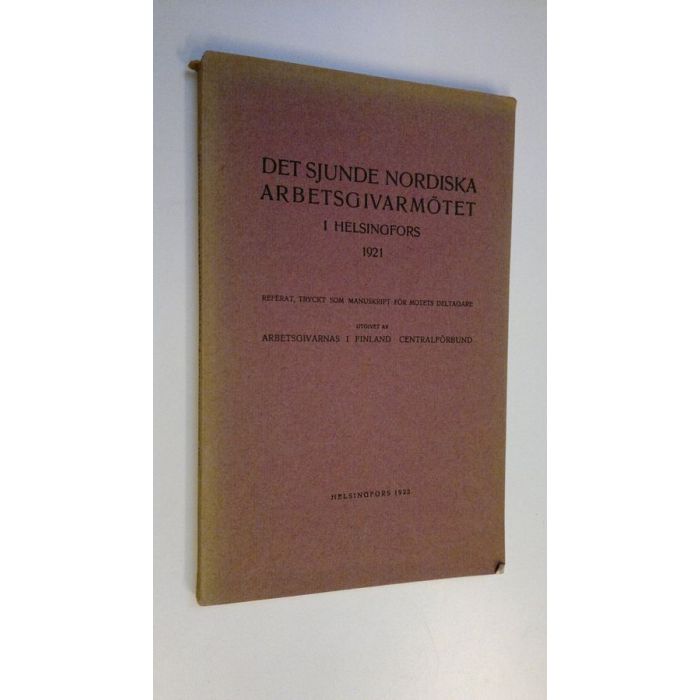 DET SJUNDE NORDISKA
ARBETSGIVARMÖTET
I HELSINGFORS
1921
REFERAT, TRYCKT SOM MANUSKRIPT FÖR MÖTETS DELTAGARE
UTGIVET AV
ARBETSGIVARNAS I FINLAND CENTRALFÖRBUND
HELSINGFORS 1922